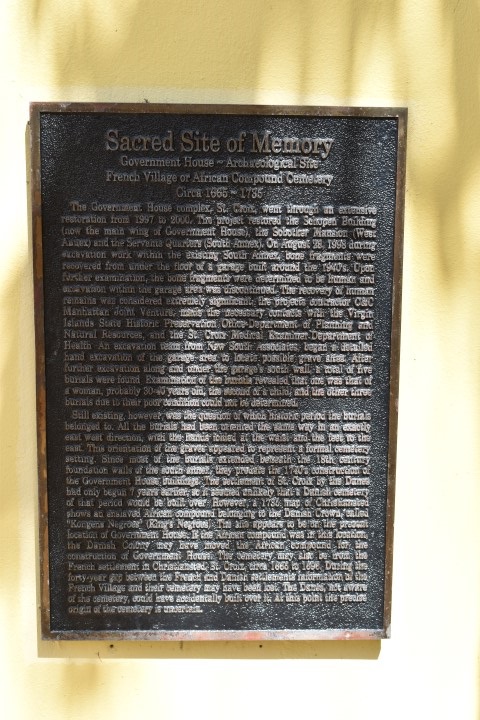 Sacred Site of Memory
Government House ~ Archaeological Site
French Village or African Compound Cemetery
Circa 1665 ~ 1735
The Government House complex, St. Croix, went through an extensive
restoration from 1997 to 2000. The project restored the Schopen Building
(now the main wing of Government House), the Sobotker Mansion (West
Annex) and the Servants Quarters (South Annex). On August 28, 1998 during
excavation work within the existing South Annex, bone fragments were
recovered from under the floor of a garage built around the 1940's. Upon
further examination, the bone fragments were determined to be human and
excavation within the garage area was discontinued. The recovery of human
remains was considered extremely significant; the projects contractor C&C
Manhattan Joint Venture, made the necessary contacts with the Virgin
Islands State Historic Preservation Office-Department of Planning and
Natural Resources, and the St. Croix Medical Examiner-Department of
Health. An excavation team from New South Associates, began a detailed
hand excavation of the garage area to locate possible grave sites. After
further excavation along and under the garage's south wall, a total of five
burials were found. Examination of the burials revealed that one was that of
a woman, probably 30-40 years old, the second of a child, and the other three
burials due to their poor condition could not be determined.
Still existing, however, was the question of which historic period the burials
belonged to. All the burials had been oriented the same way in an exactly
east west direction, with the hands folded at the waist and the feet to the
east. This orientation of the graves appeared to represent a formal cemetery
setting. Since most of the burials extended beneath the 18th century
foundation walls of the south annex, they predate the 1740's construction of
the Government House buildings. The settlement of St. Croix by the Danes
had only begun 7 years earlier, so it seemed unlikely that a Danish cemetery
of that period would be built over. However, a 1736 map of Christiansted
shows an enslaved African compound belonging to the Danish Crown, called
"Kongens Negroes" (King's Negroes). The site appears to be on the present
location of Government House. If the African compound was in this location,
the Danish Colony may have moved the African compound for the
construction of Government House. The cemetery may also be from the
French settlement in Christiansted, St. Croix, circa 1665 to 1696. During the
forty-year gap between the French and Danish settlements information of the
French Village and their cemetery may have been lost. The Danes, not aware
of the cemetery, could have accidentally built over it. At this point the precise
origin of the cemetery is uncertain.